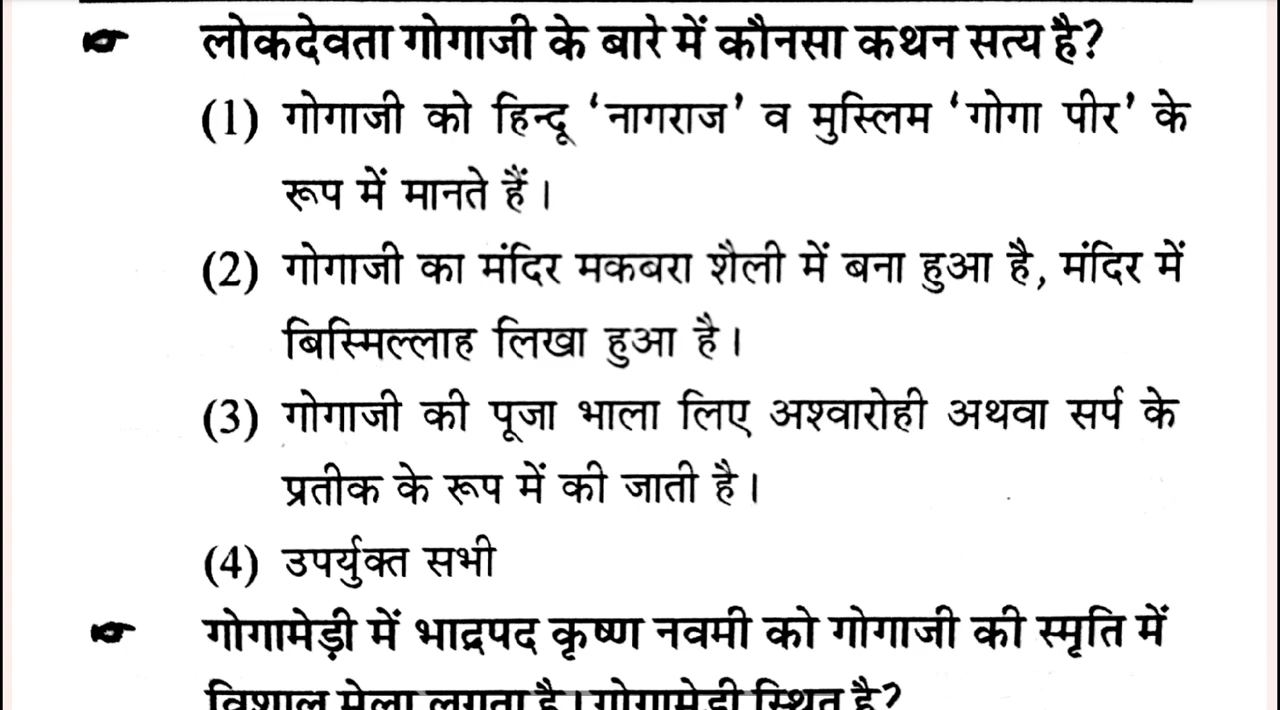 लोकदेवता गोगाजी के बारे में कौनसा कथन सत्य है?
(1) गोगाजी को हिन्दू ‘नागराज’ व मुस्लिम ‘गोगा पीर’ के
रूप में मानते हैं।
(2) गोगाजी का मंदिर मकबरा शैली में बना हुआ है, मंदिर में
बिस्मिल्लाह लिखा हुआ है।
(3) गोगाजी की पूजा भाला लिए अश्वारोही अथवा सर्प के
प्रतीक के रूप में की जाती है।
(4) उपर्युक्त सभी
गोगामेड़ी में भाद्रपद कृष्ण नवमी को गोगाजी की स्मृति में
विशाल मेला लगता है। गोगामेड़ी स्थित है?